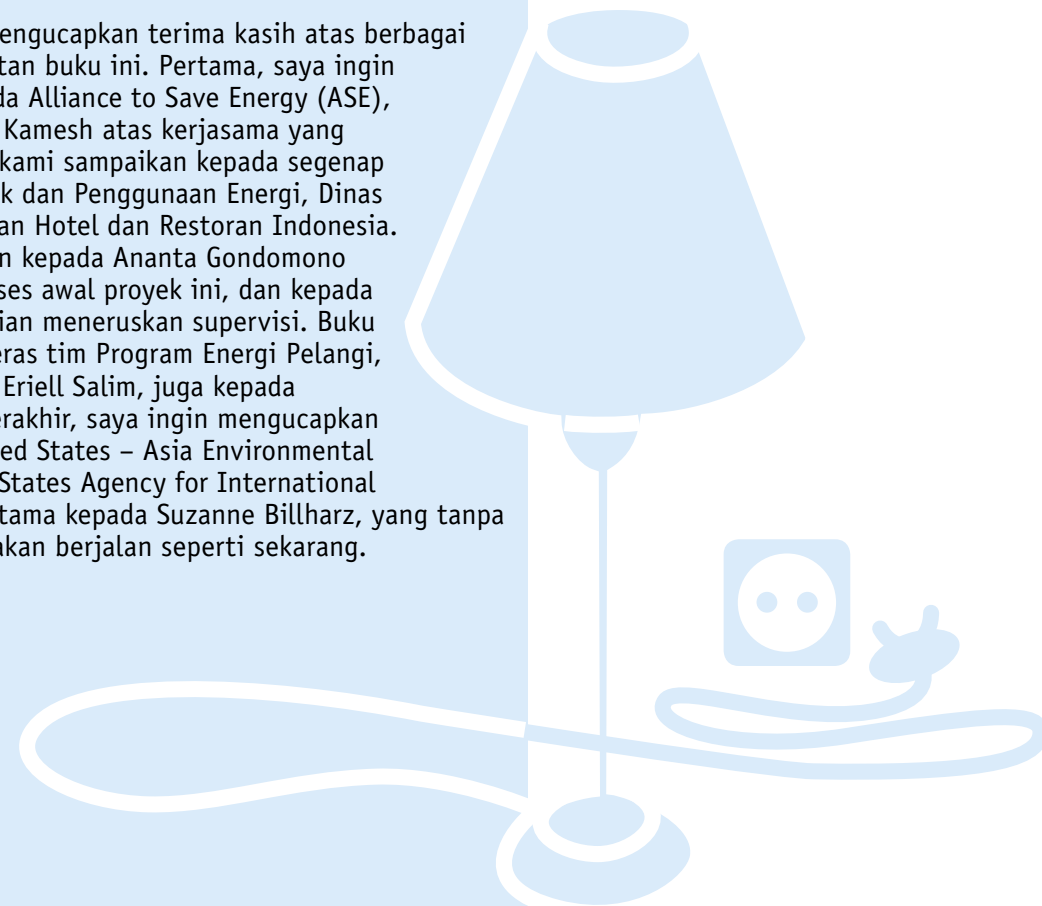 engucapkan terima kasih atas berbagai
tan buku ini. Pertama, saya ingin
da Alliance to Save Energy (ASE),
Kamesh atas kerjasama yang
kami sampaikan kepada segenap
k dan Penggunaan Energi, Dinas
an Hotel dan Restoran Indonesia.
n kepada Ananta Gondomono
ses awal proyek ini, dan kepada
ian meneruskan supervisi. Buku
eras tim Program Energi Pelangi,
Eriell Salim, juga kepada
erakhir, saya ingin mengucapkan
ed States – Asia Environmental
States Agency for International
tama kepada Suzanne Billharz, yang tanpa
akan berjalan seperti sekarang.